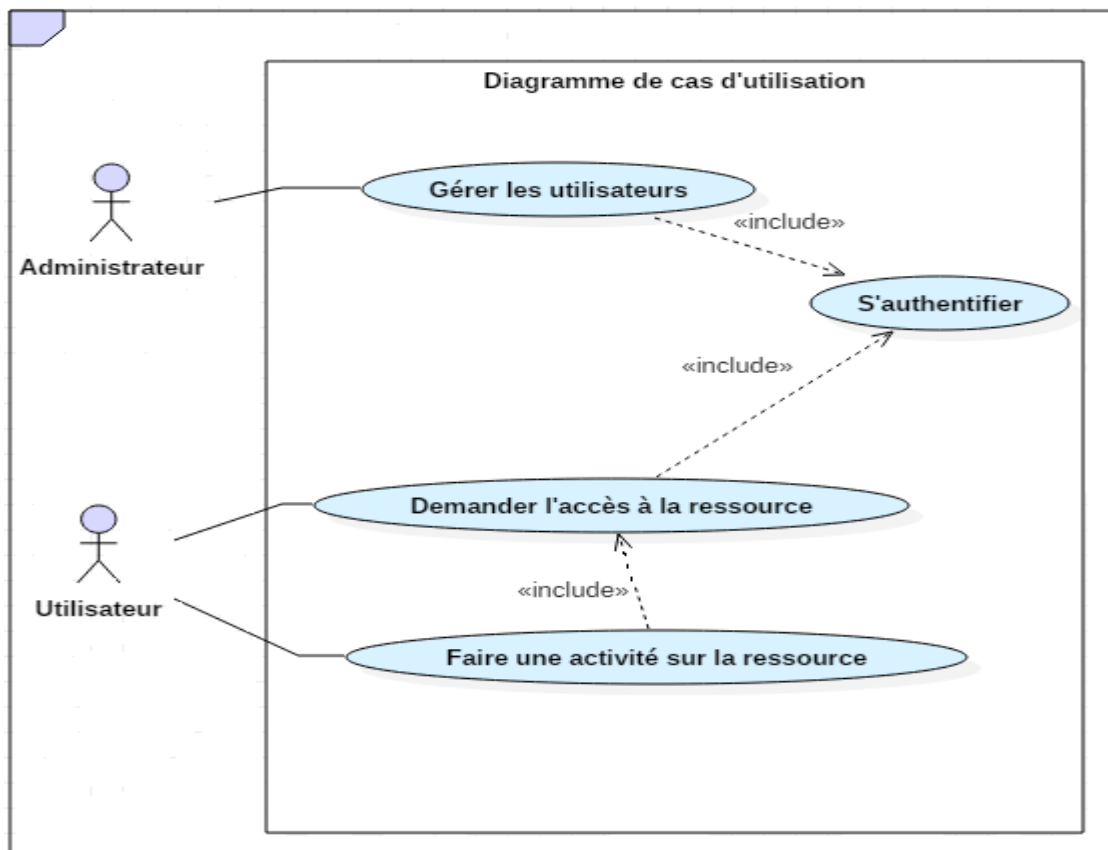 Diagramme de cas d'utilisation
Gérer les utilisateurs
«include»
Administrateur
S'authentifier
«include»
Demander l'accès à la ressource
«include»
Utilisateur
Faire une activité sur la ressource